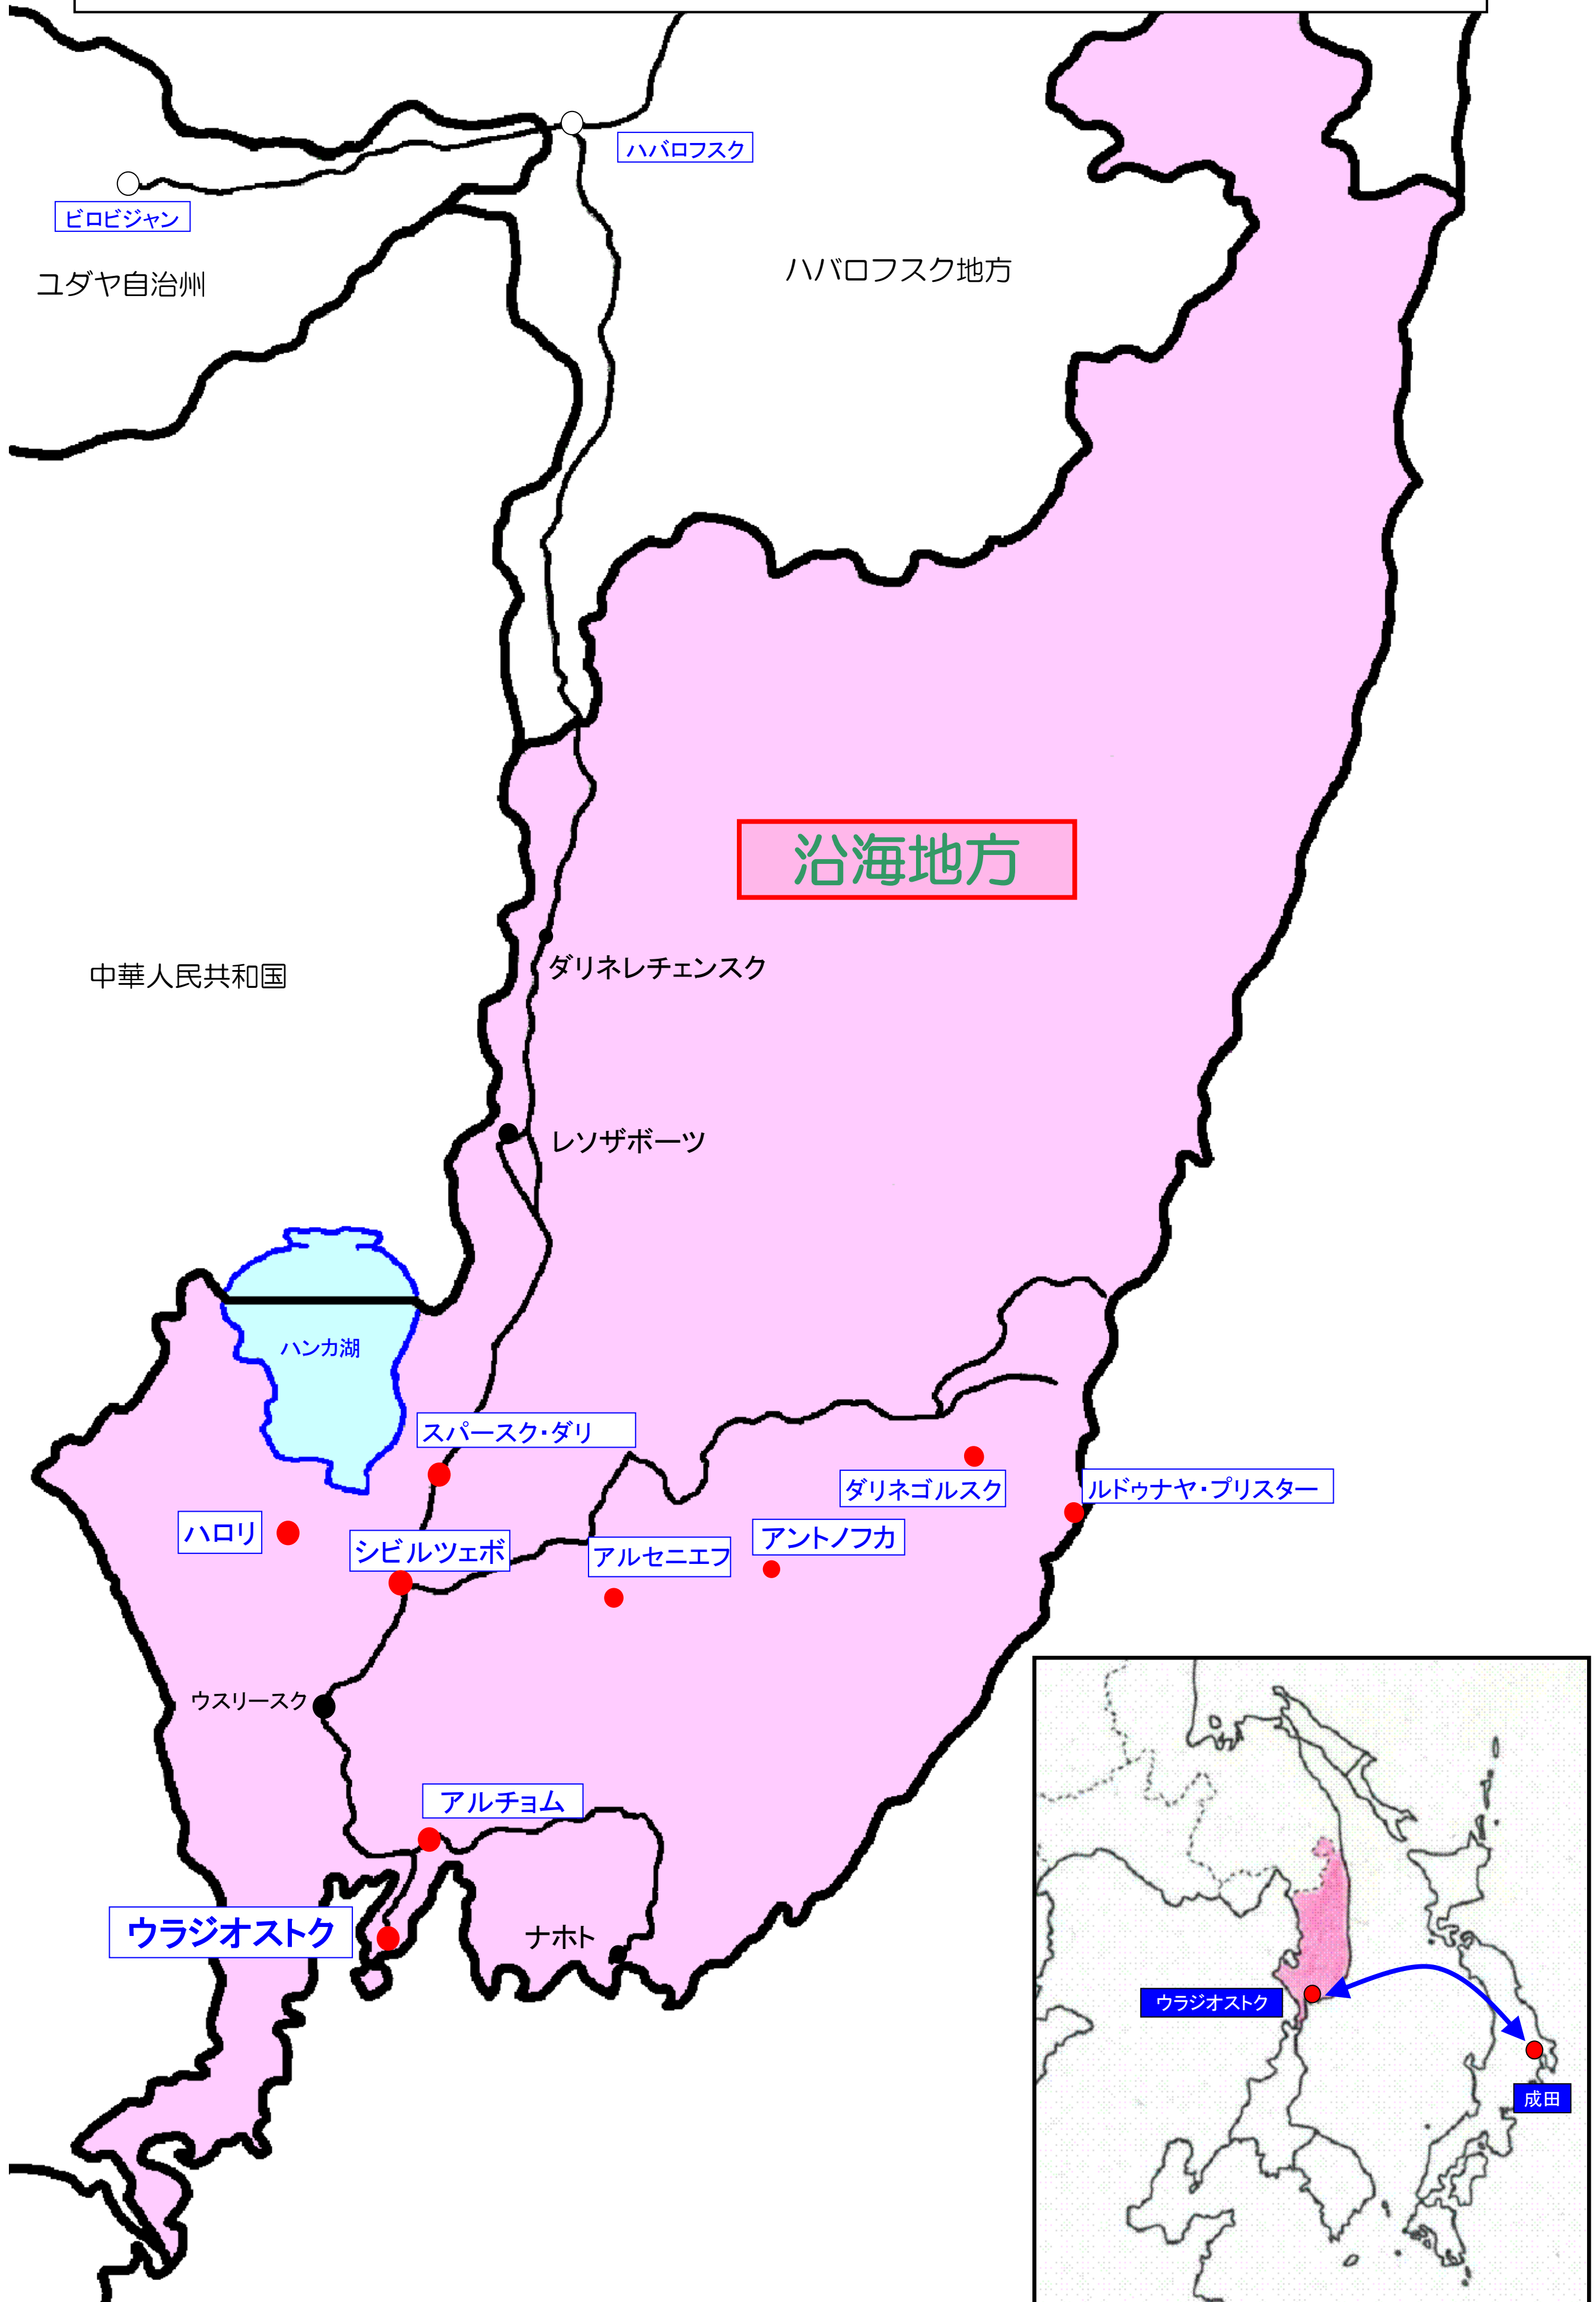 ハバロフスク
ビロビジャン
ユダヤ自治州
ハバロフスク地方
沿海地方
ダリネレチェンスク
中華人民共和国
レソザボーツ
ハンカ湖
スパースク・ダリ
ダリネゴルスク
ルドゥナヤ・プリスター
ハロリ
シビルツェボ
アルセニエフ
アントノフカ
ウスリースク
アルチョム
ウラジオストク
ナホト
ウラジオストク
成田